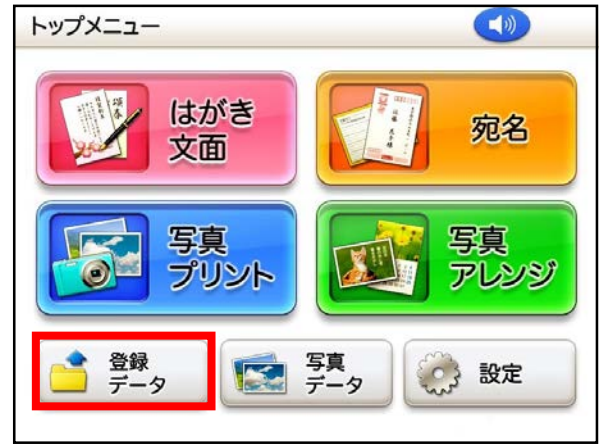 トップメニュー
はがき
文面
宛名
写真
プリント
写真
アレンジ
登録
データ
写真
データ
設定